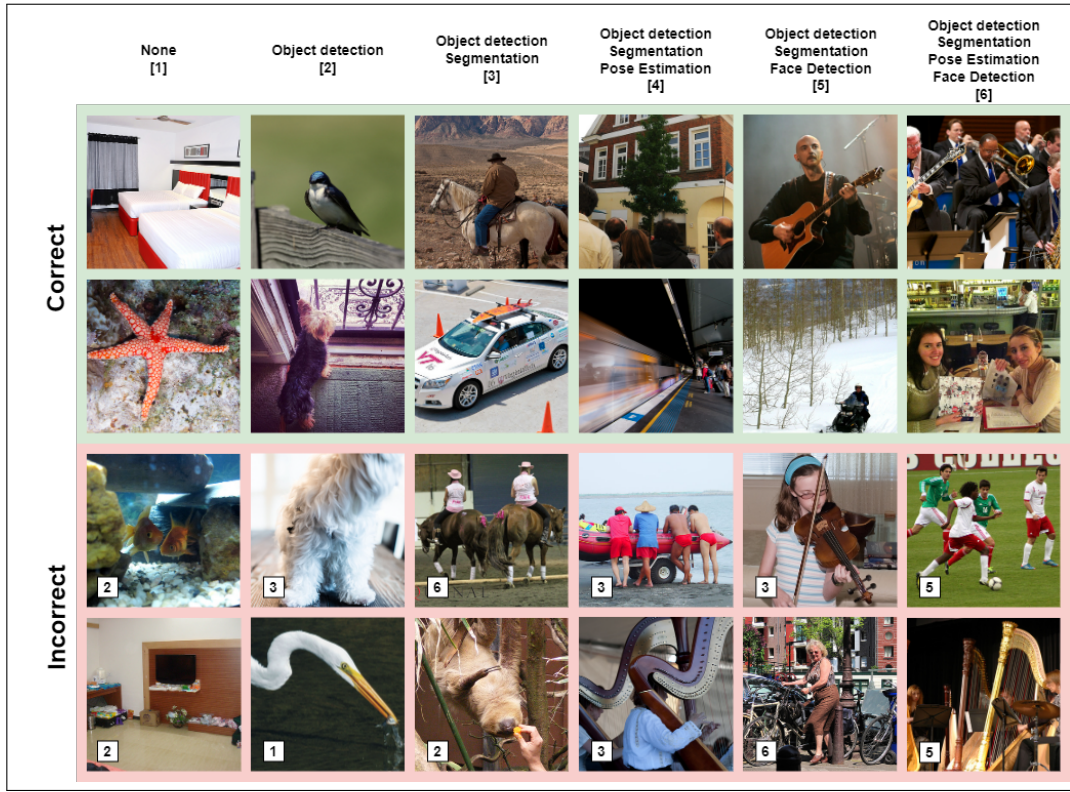 None
[1]
Object detection
[2]
Object detection
Segmentation
[3]
Object detection
Segmentation
Pose Estimation
[4]
Object detection
Segmentation
Face Detection
[5]
Object detection
Segmentation
Pose Estimation
Face Detection
[6]
Correct
Incorrect
2
3
6
3
3
5
2
1
2
3
6
5